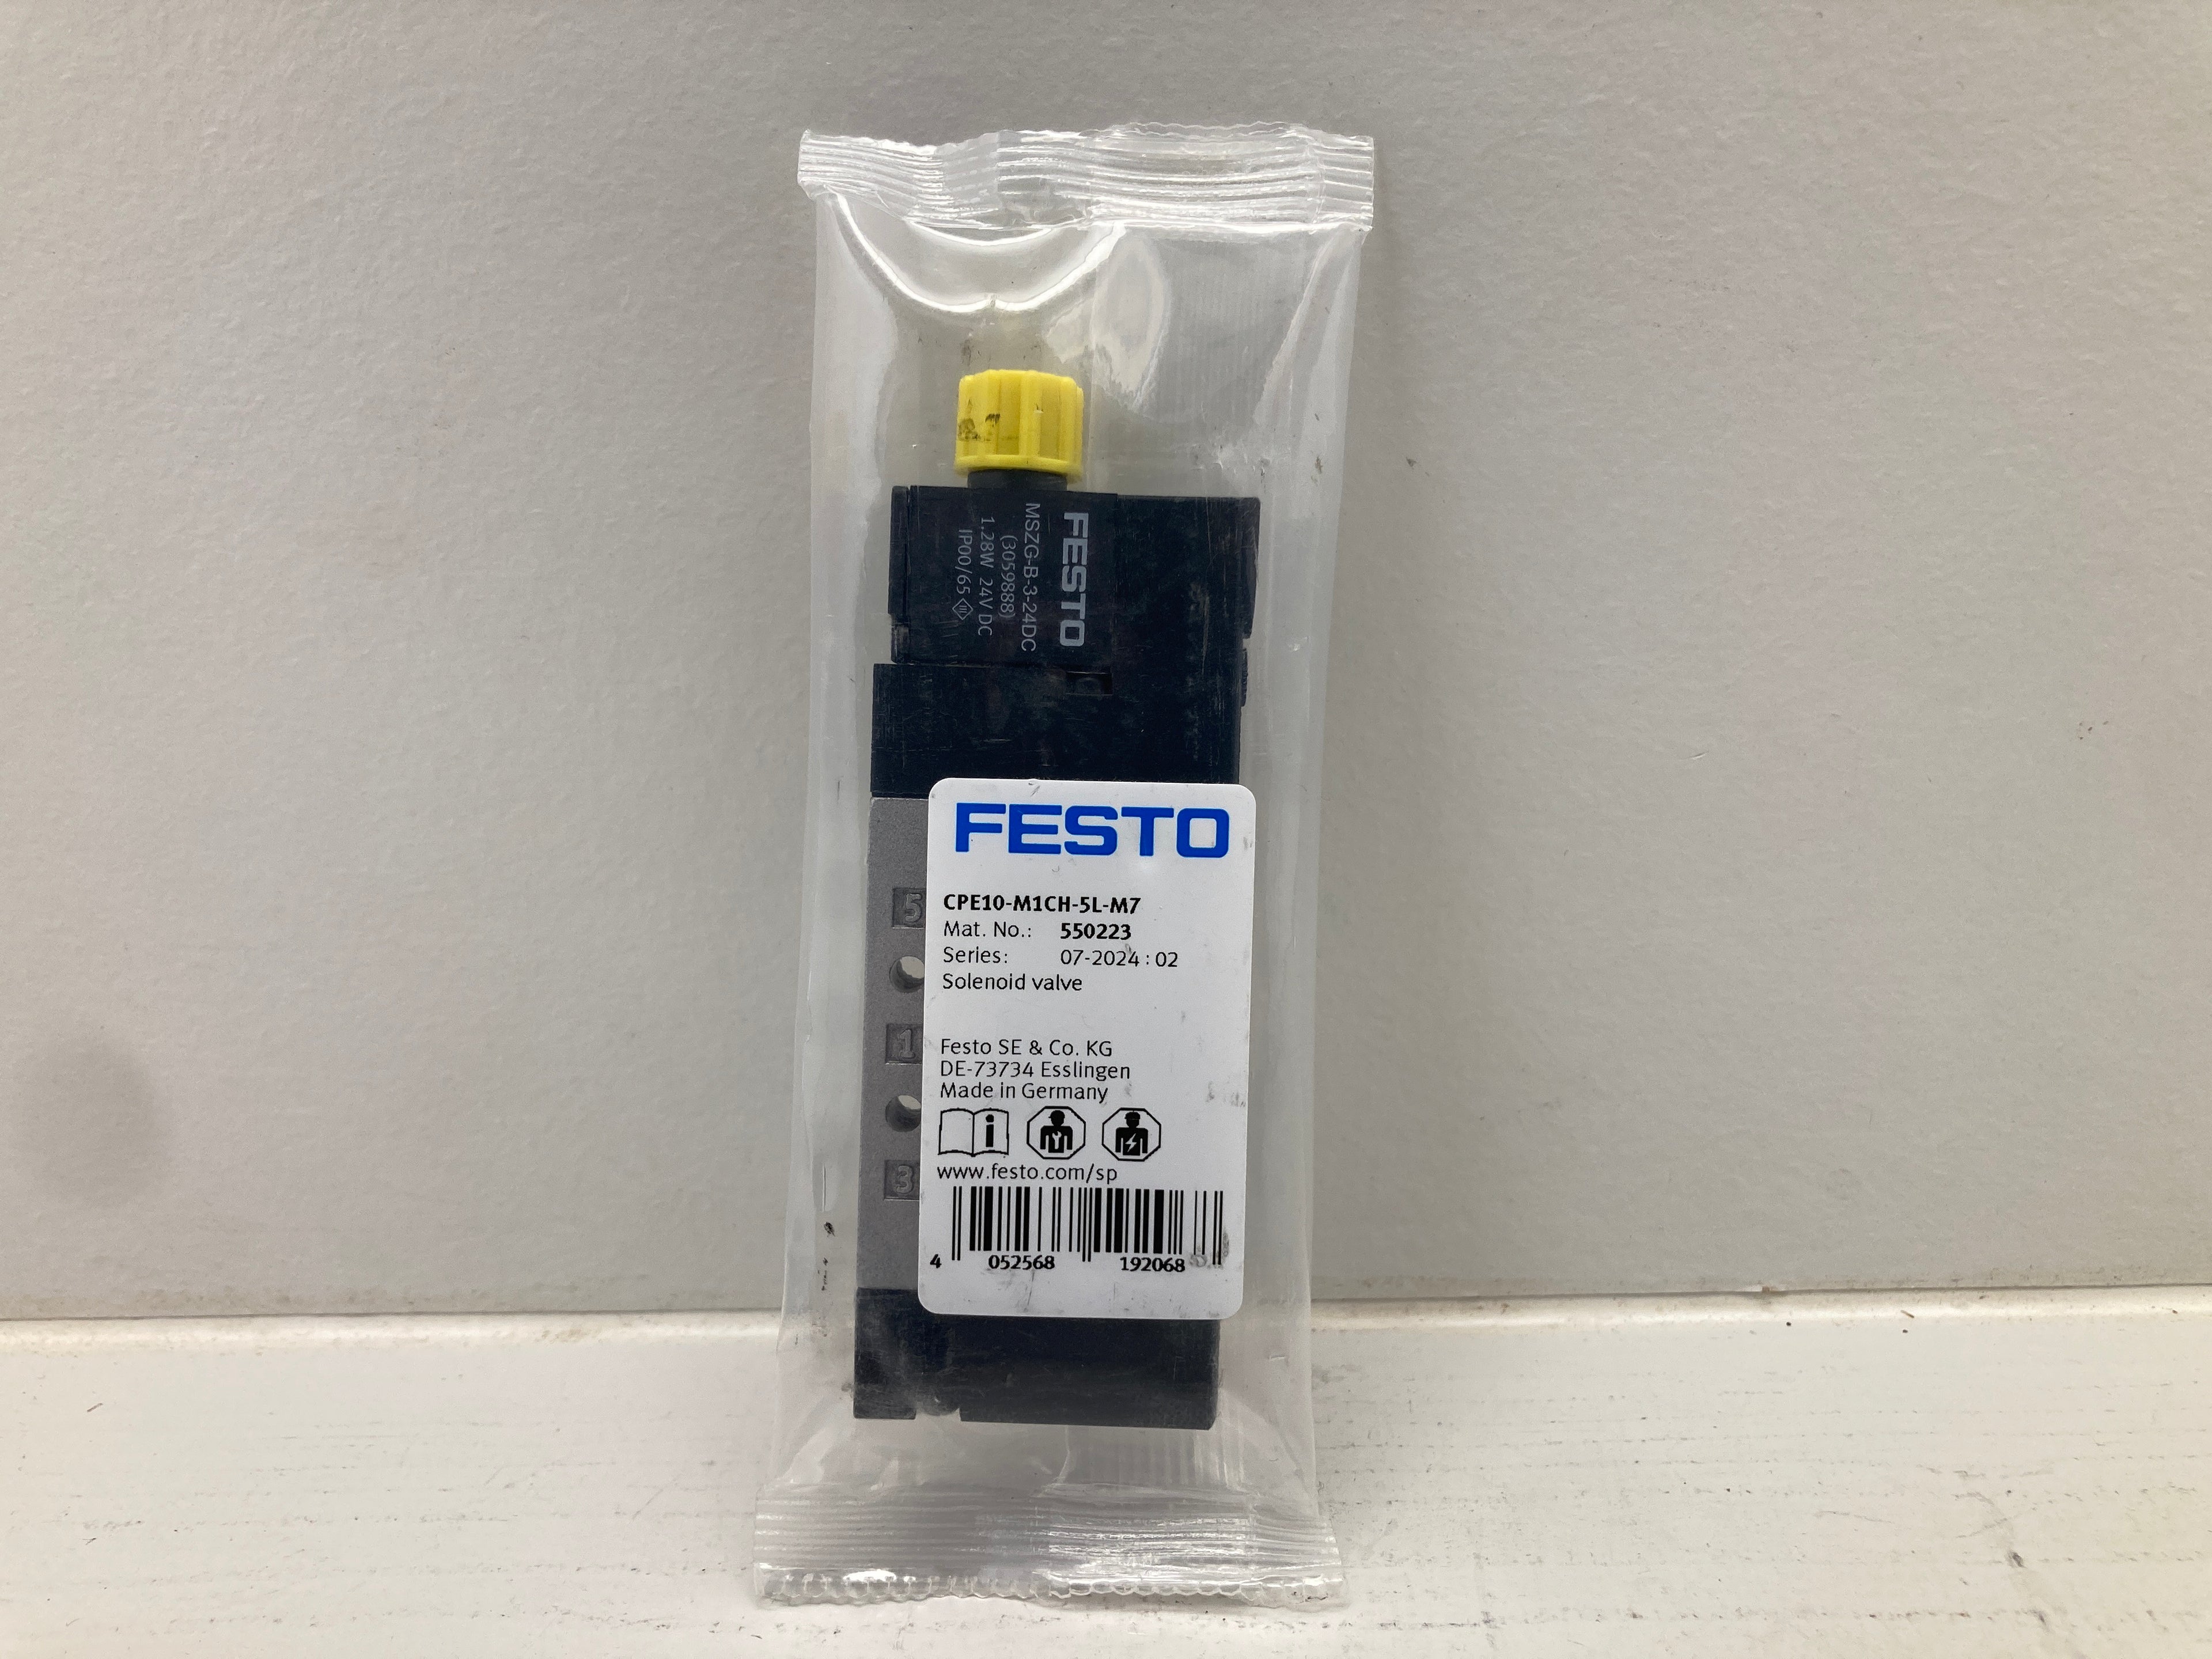 FESTO
MSZG-B-3-24DC
(3059888)
1,28W 24V DC
IP00/65
FESTO
CPE10-M1CH-5L-M7
Mat. No.: 550223
Series: 07-2024 : 02
Solenoid valve
Festo SE & Co. KG
DE-73734 Esslingen
Made in Germany
www.festo.com/sp
4 052568 192068
5
1
3